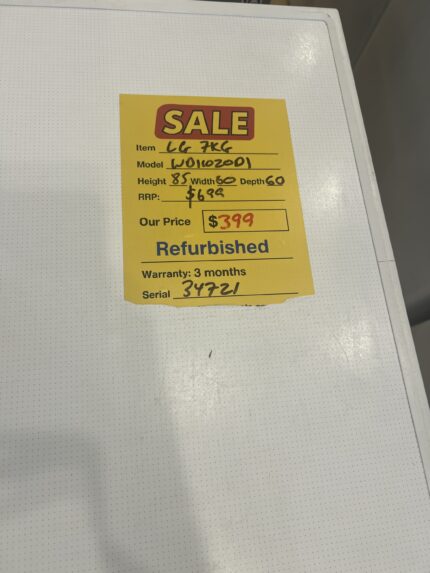 SALE
Item LG 7KG
Model WD11020D1
Height 85 Width 60 Depth 60
RRP: $699
Our Price $399
Refurbished
Warranty: 3 months
Serial 34721